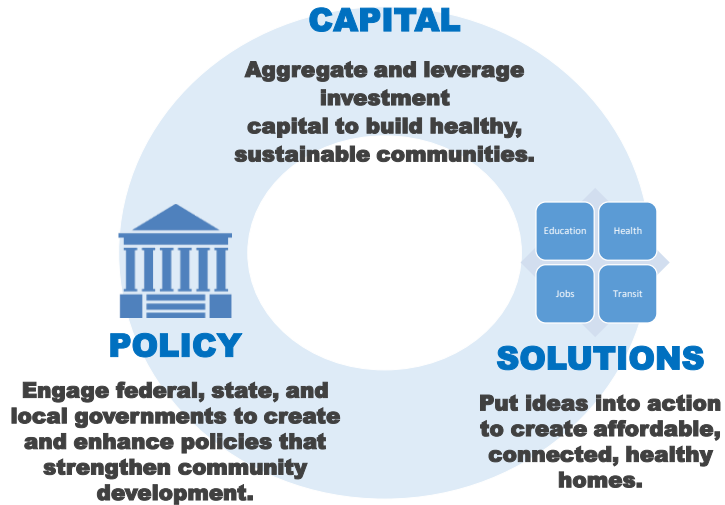 CAPITAL
Aggregate and leverage
investment
capital to build healthy,
sustainable communities.
Education
Health
Jobs
Transit
POLICY
Engage federal, state, and
local governments to create
and enhance policies that
strengthen community
development.
SOLUTIONS
Put ideas into action
to create affordable,
connected, healthy
homes.